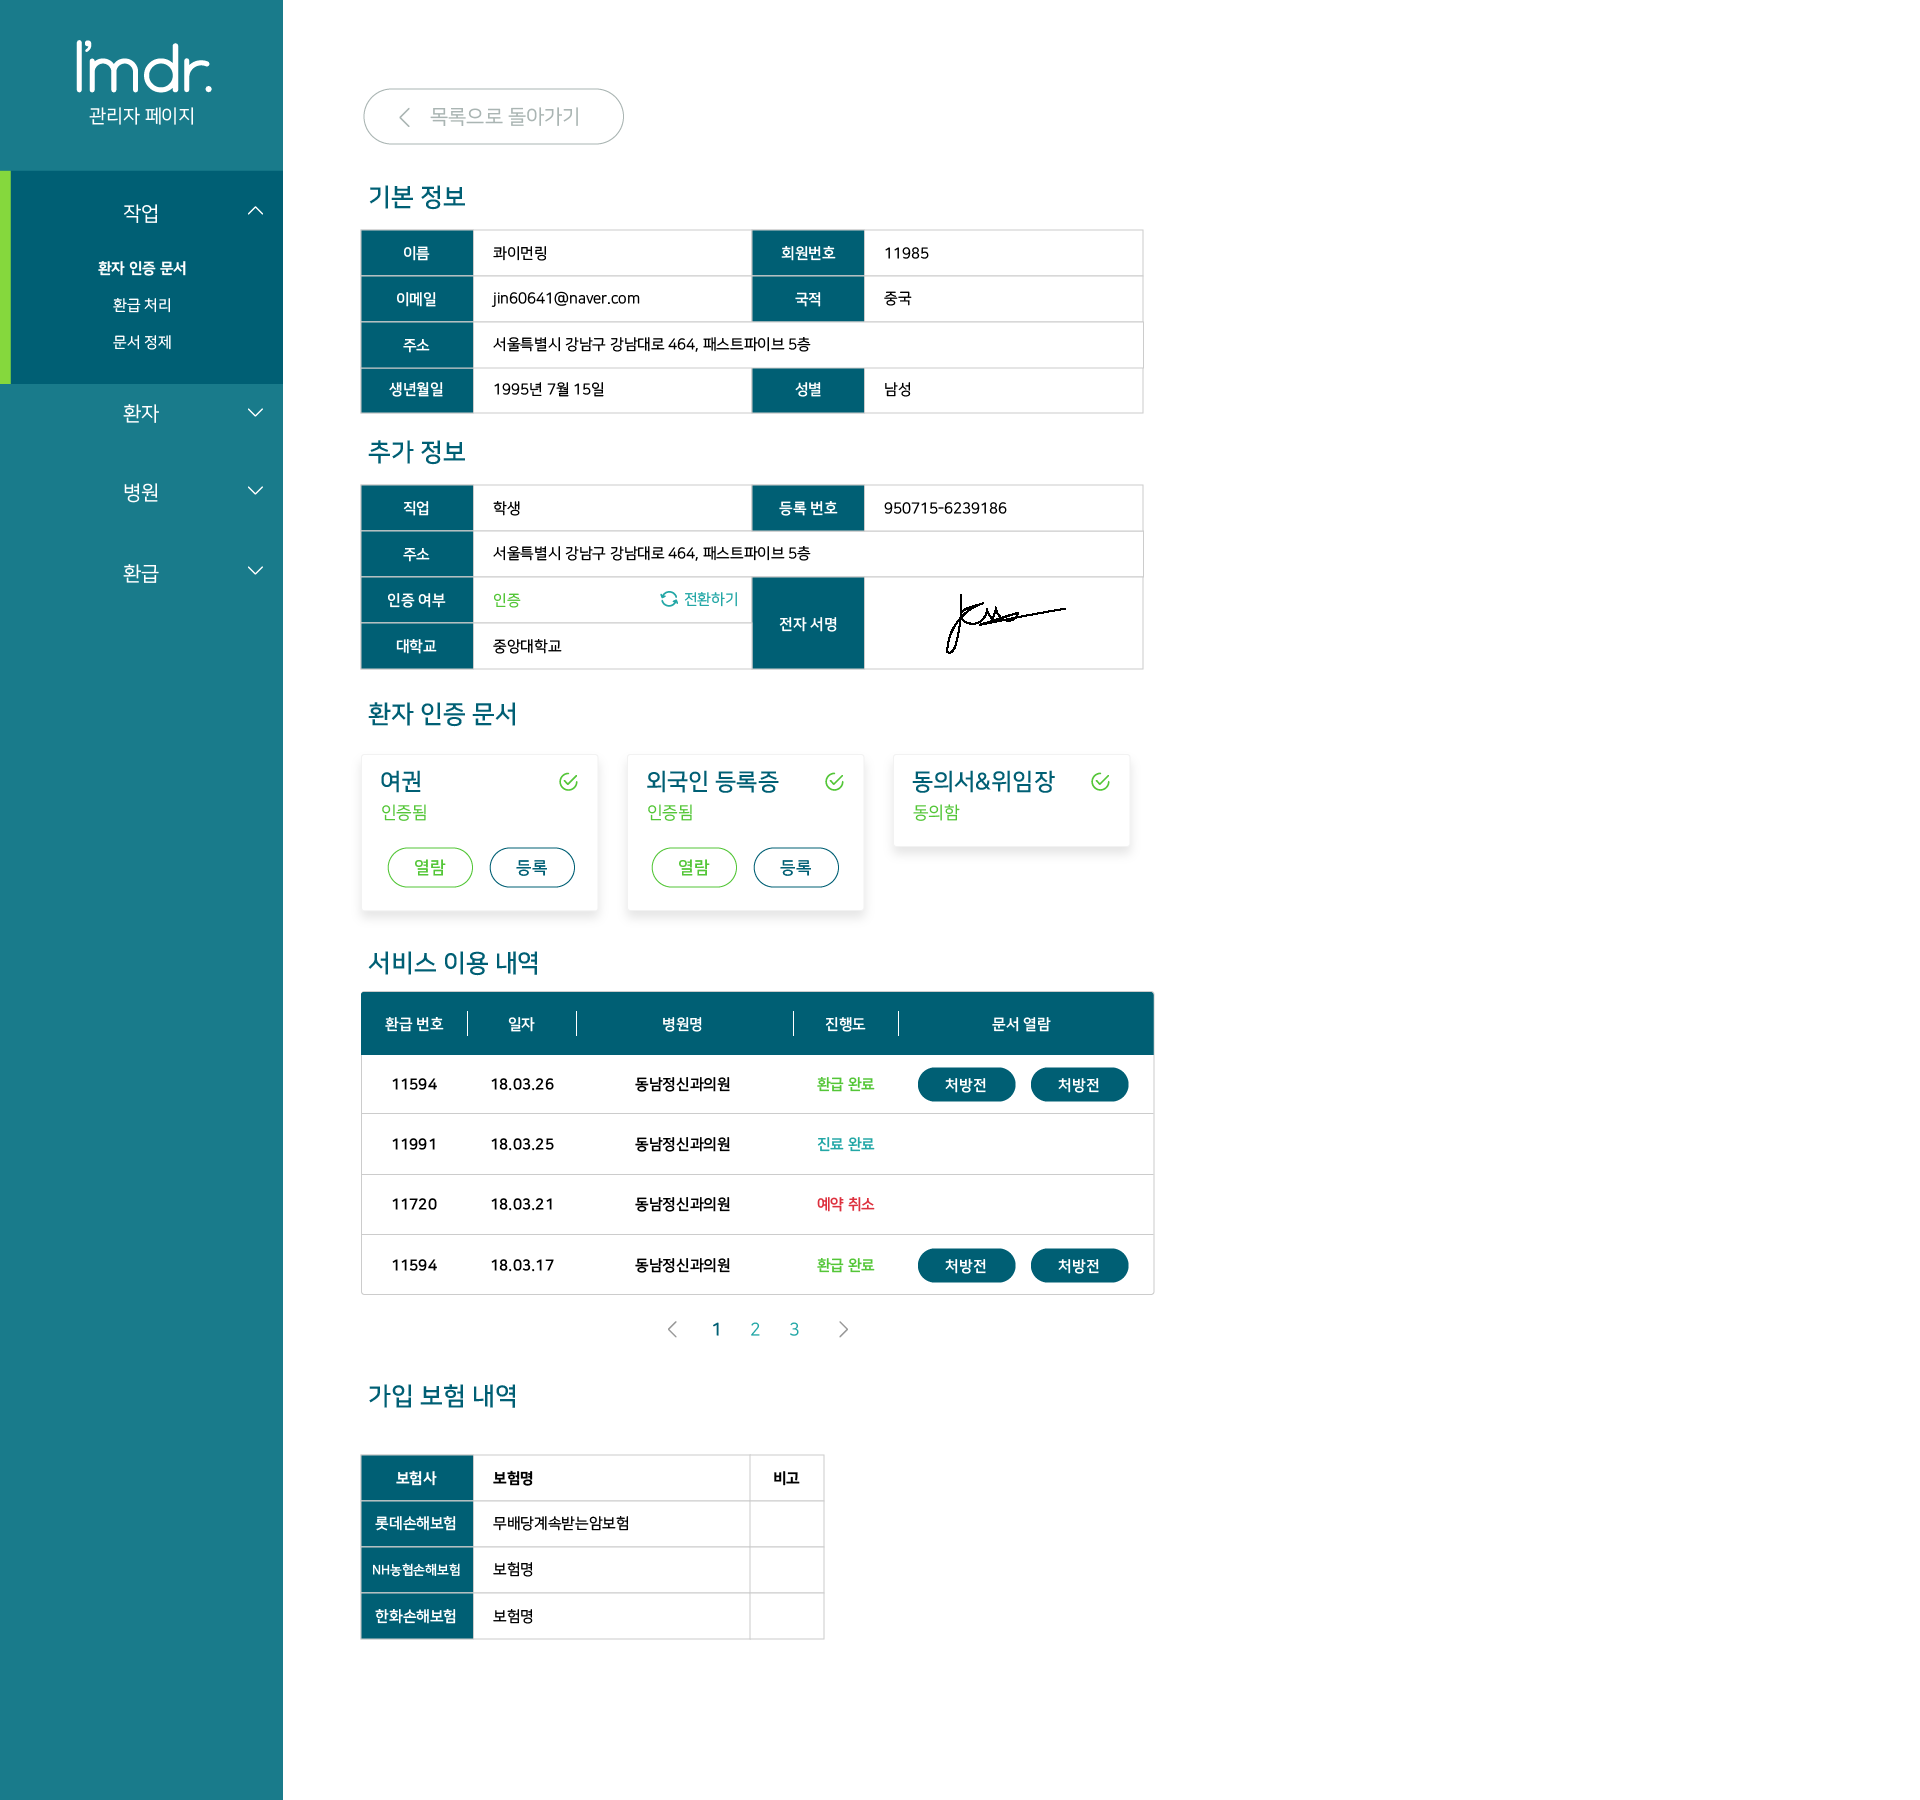 I'mdr.
관리자 페이지
작업
환자 인증 문서
환급 처리
문서 정제
환자
병원
환급
목록으로 돌아가기
기본 정보
이름 콰이먼링 회원번호 11985
이메일 jin60641@naver.com 국적 중국
주소 서울특별시 강남구 강남대로 464, 패스트파이브 5층
생년월일 1995년 7월 15일 성별 남성
추가 정보
직업 학생 등록 번호 950715-6239186
주소 서울특별시 강남구 강남대로 464, 패스트파이브 5층
인증 여부 인증 전환하기
전자 서명
대학교 중앙대학교
환자 인증 문서
여권 외국인 등록증 동의서&위임장
인증됨 인증됨 동의함
열람 등록 열람 등록
서비스 이용 내역
환급 번호 일자 병원명 진행도 문서 열람
11594 18.03.26 동남정신과의원 환급 완료 처방전 처방전
11991 18.03.25 동남정신과의원 진료 완료
11720 18.03.21 동남정신과의원 예약 취소
11594 18.03.17 동남정신과의원 환급 완료 처방전 처방전
1 2 3
가입 보험 내역
보험사 보험명 비고
롯데손해보험 무배당계속받는암보험
NH농협손해보험 보험명
한화손해보험 보험명